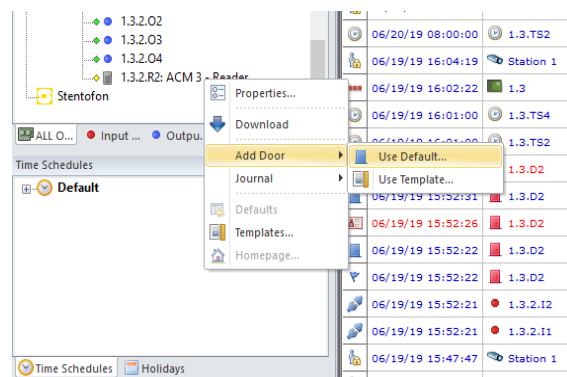 1.3.2.O2
1.3.2.O3
1.3.2.O4
1.3.2.R2: ACM 3 - Reader
Stentofon
ALL O... Input ... Outpu.
Time Schedules
Default
Time Schedules Holidays
Properties...
Download
Add Door
Journal
Defaults
Templates...
Homepage...
Use Default...
Use Template...
06/20/19 08:00:00 1.3.TS2
06/19/19 16:04:19 Station 1
06/19/19 16:02:22 1.3
06/19/19 16:01:00 1.3.TS4
06/19/19 16:01:00 1.3.TS2
1.3.D2
06/19/19 15:52:31 1.3.D2
06/19/19 15:52:26 1.3.D2
06/19/19 15:52:22 1.3.D2
06/19/19 15:52:22 1.3.D2
06/19/19 15:52:21 1.3.2.I2
06/19/19 15:52:21 1.3.2.I1
06/19/19 15:47:47 Station 1